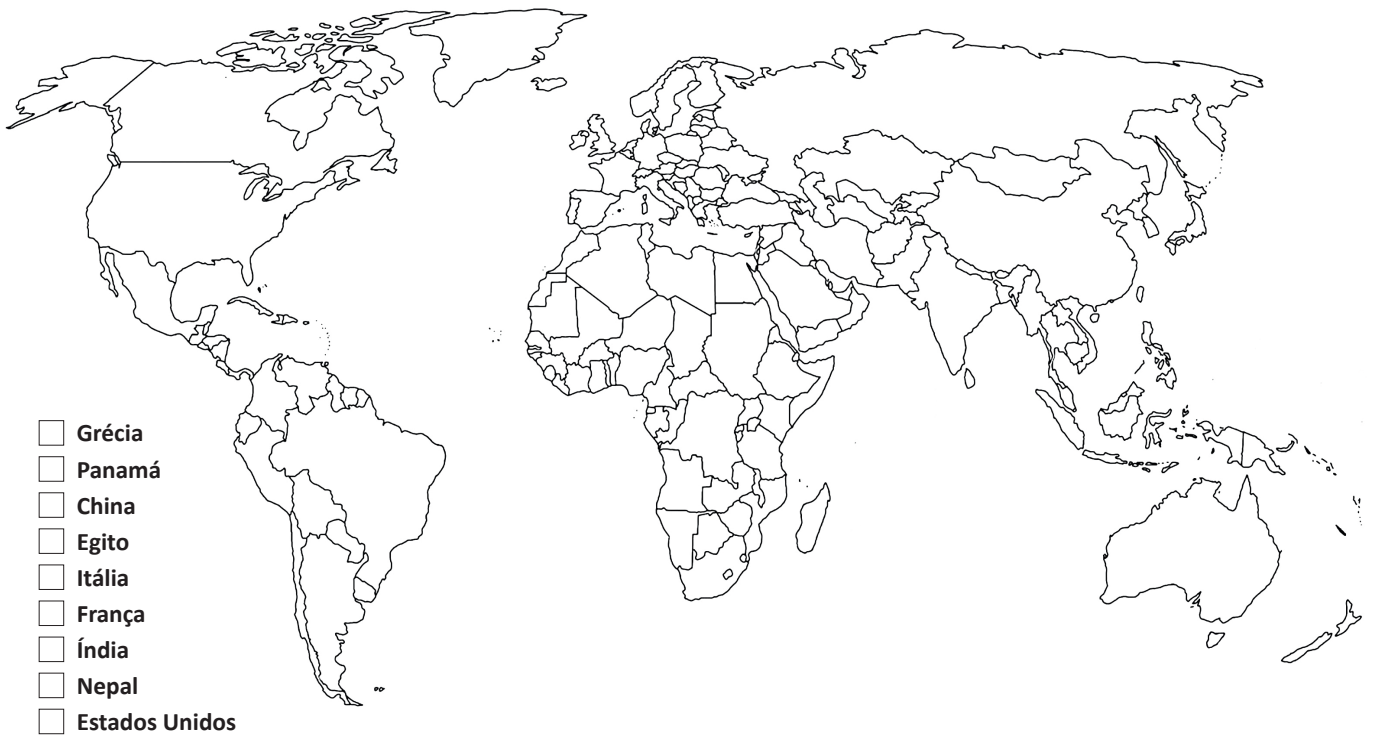 Grécia
Panamá
China
Egito
Itália
França
Índia
Nepal
Estados Unidos